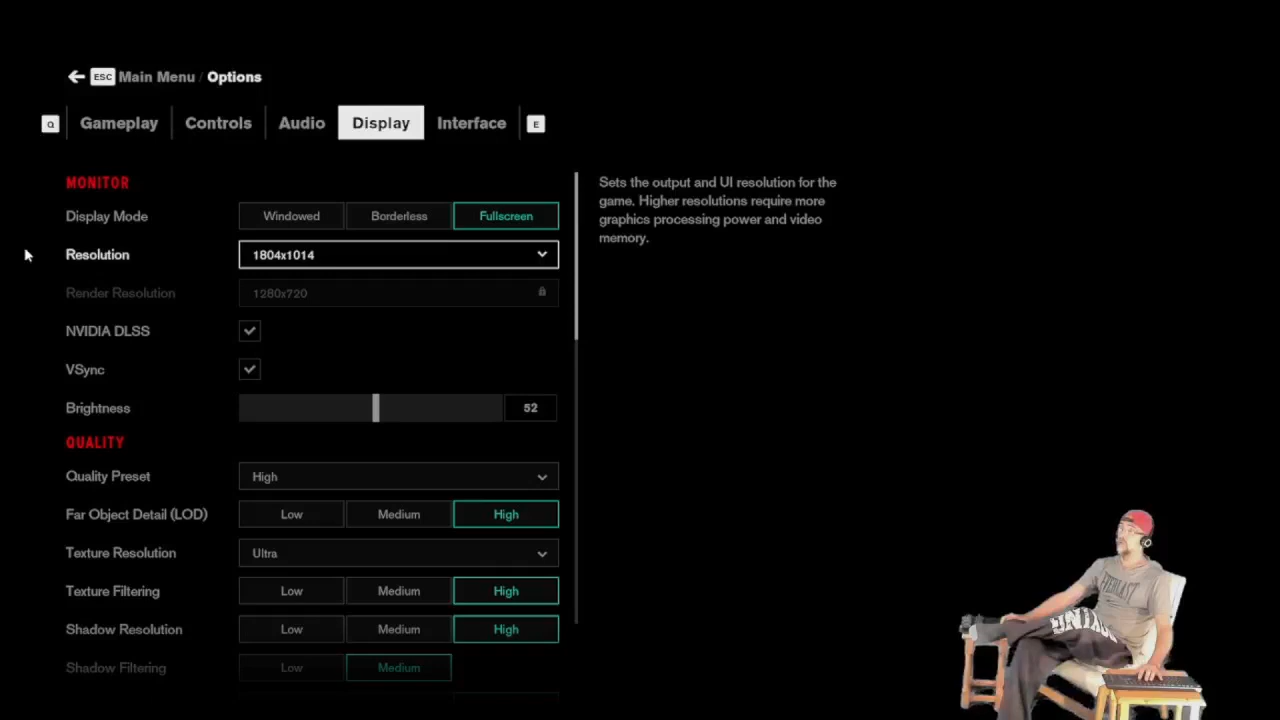 ESC Main Menu / Options
Q Gameplay Controls Audio Display Interface E
MONITOR
Display Mode Windowed Borderless Fullscreen
Resolution 1804x1014
Render Resolution 1280x720
NVIDIA DLSS
VSync
Brightness 52
QUALITY
Quality Preset High
Far Object Detail (LOD) Low Medium High
Texture Resolution Ultra
Texture Filtering Low Medium High
Shadow Resolution Low Medium High
Shadow Filtering Low Medium
Sets the output and UI resolution for the
game. Higher resolutions require more
graphics processing power and video
memory.
EVERLAST